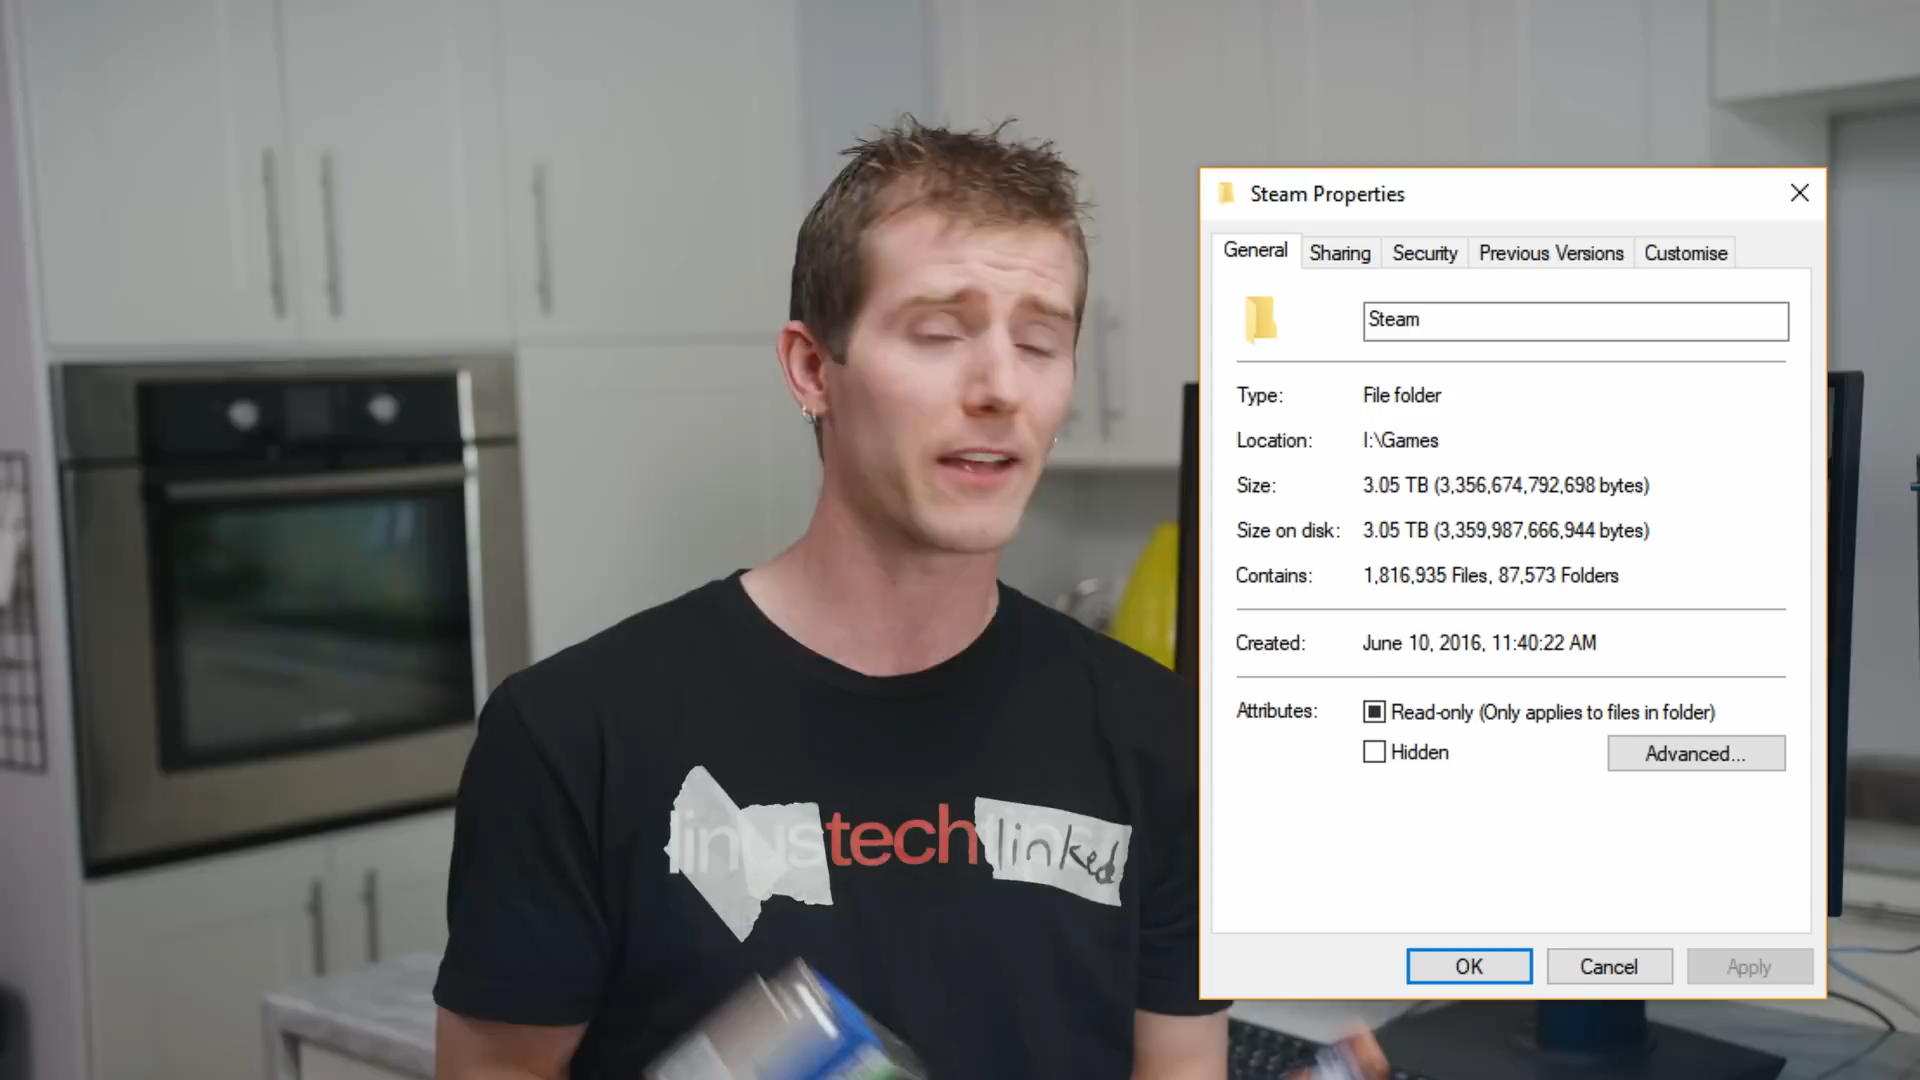 Steam Properties
General Sharing Security Previous Versions Customise
Steam
Type: File folder
Location: I:\Games
Size: 3.05 TB (3,356,674,792,698 bytes)
Size on disk: 3.05 TB (3,359,987,666,944 bytes)
Contains: 1,816,935 Files, 87,573 Folders
Created: June 10, 2016, 11:40:22 AM
Attributes: Read-only (Only applies to files in folder)
Hidden Advanced...
linustech linked
OK Cancel Apply